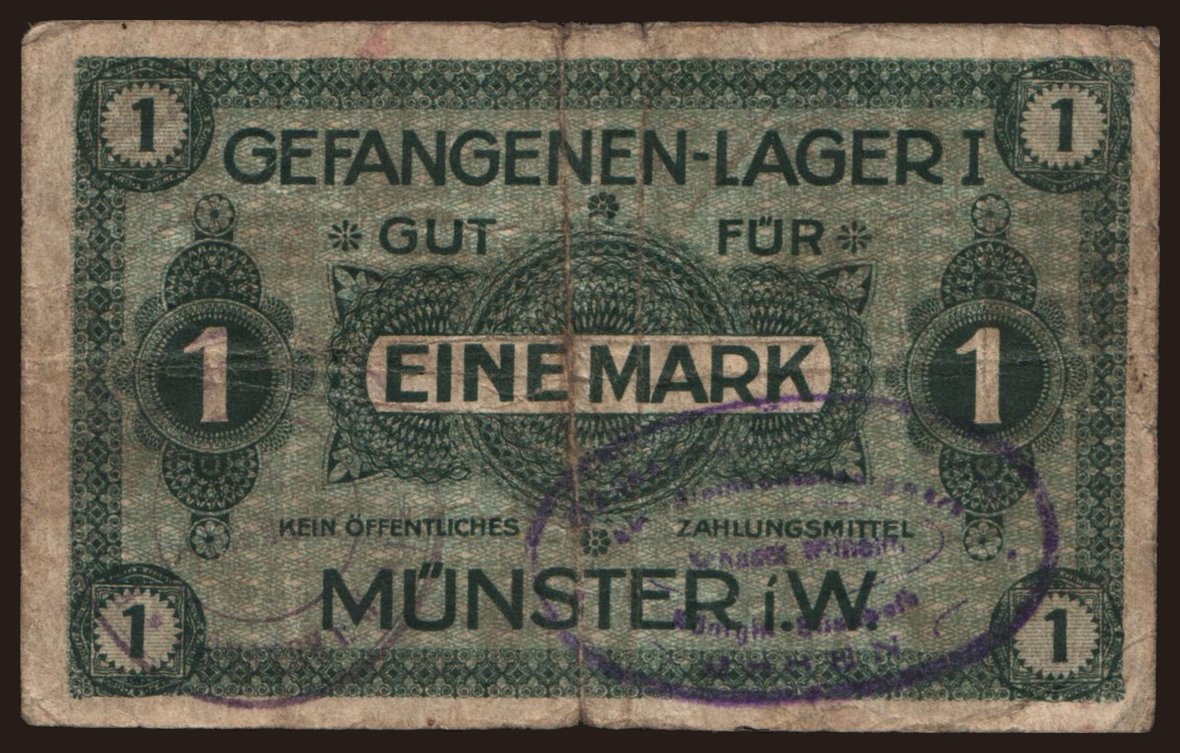 1 1
GEFANGENEN-LAGER I
GUT FÜR
1 EINE MARK 1
KEIN ÖFFENTLICHES ZAHLUNGSMITTEL
MÜNSTER i.W.
1 1